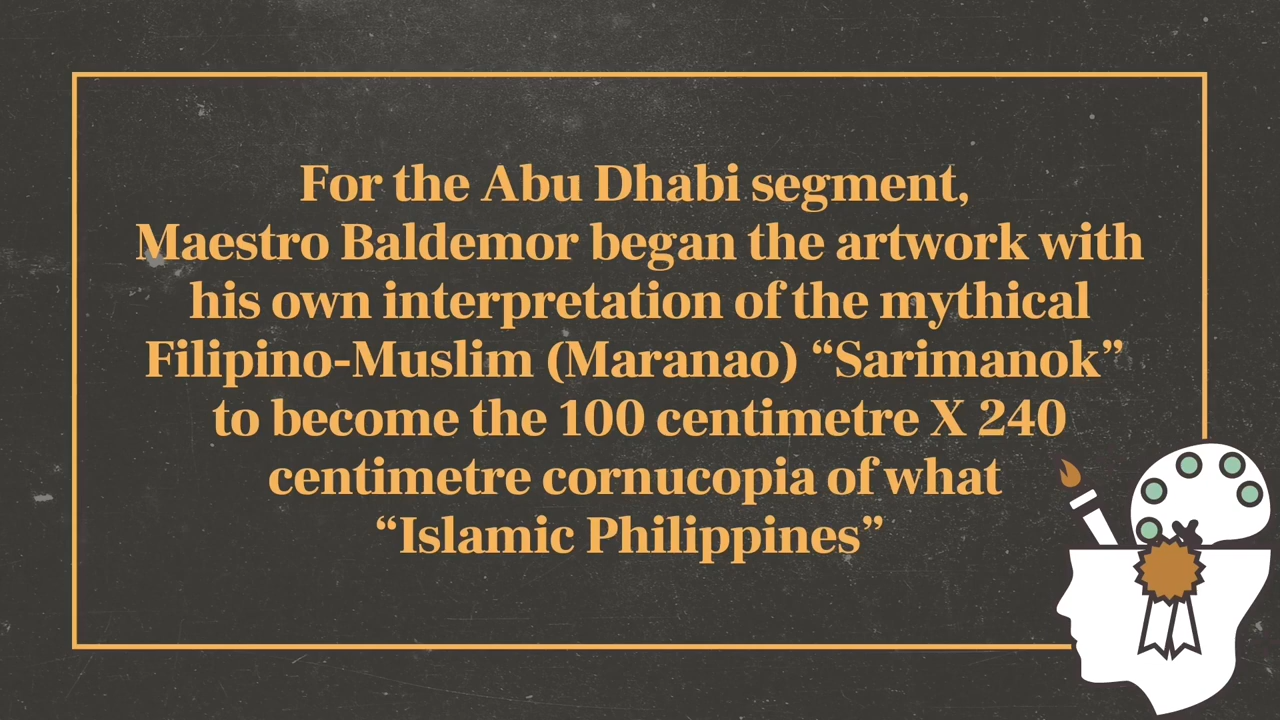 For the Abu Dhabi segment,
Maestro Baldemor began the artwork with
his own interpretation of the mythical
Filipino-Muslim (Maranao) “Sarimanok”
to become the 100 centimetre X 240
centimetre cornucopia of what
“Islamic Philippines”